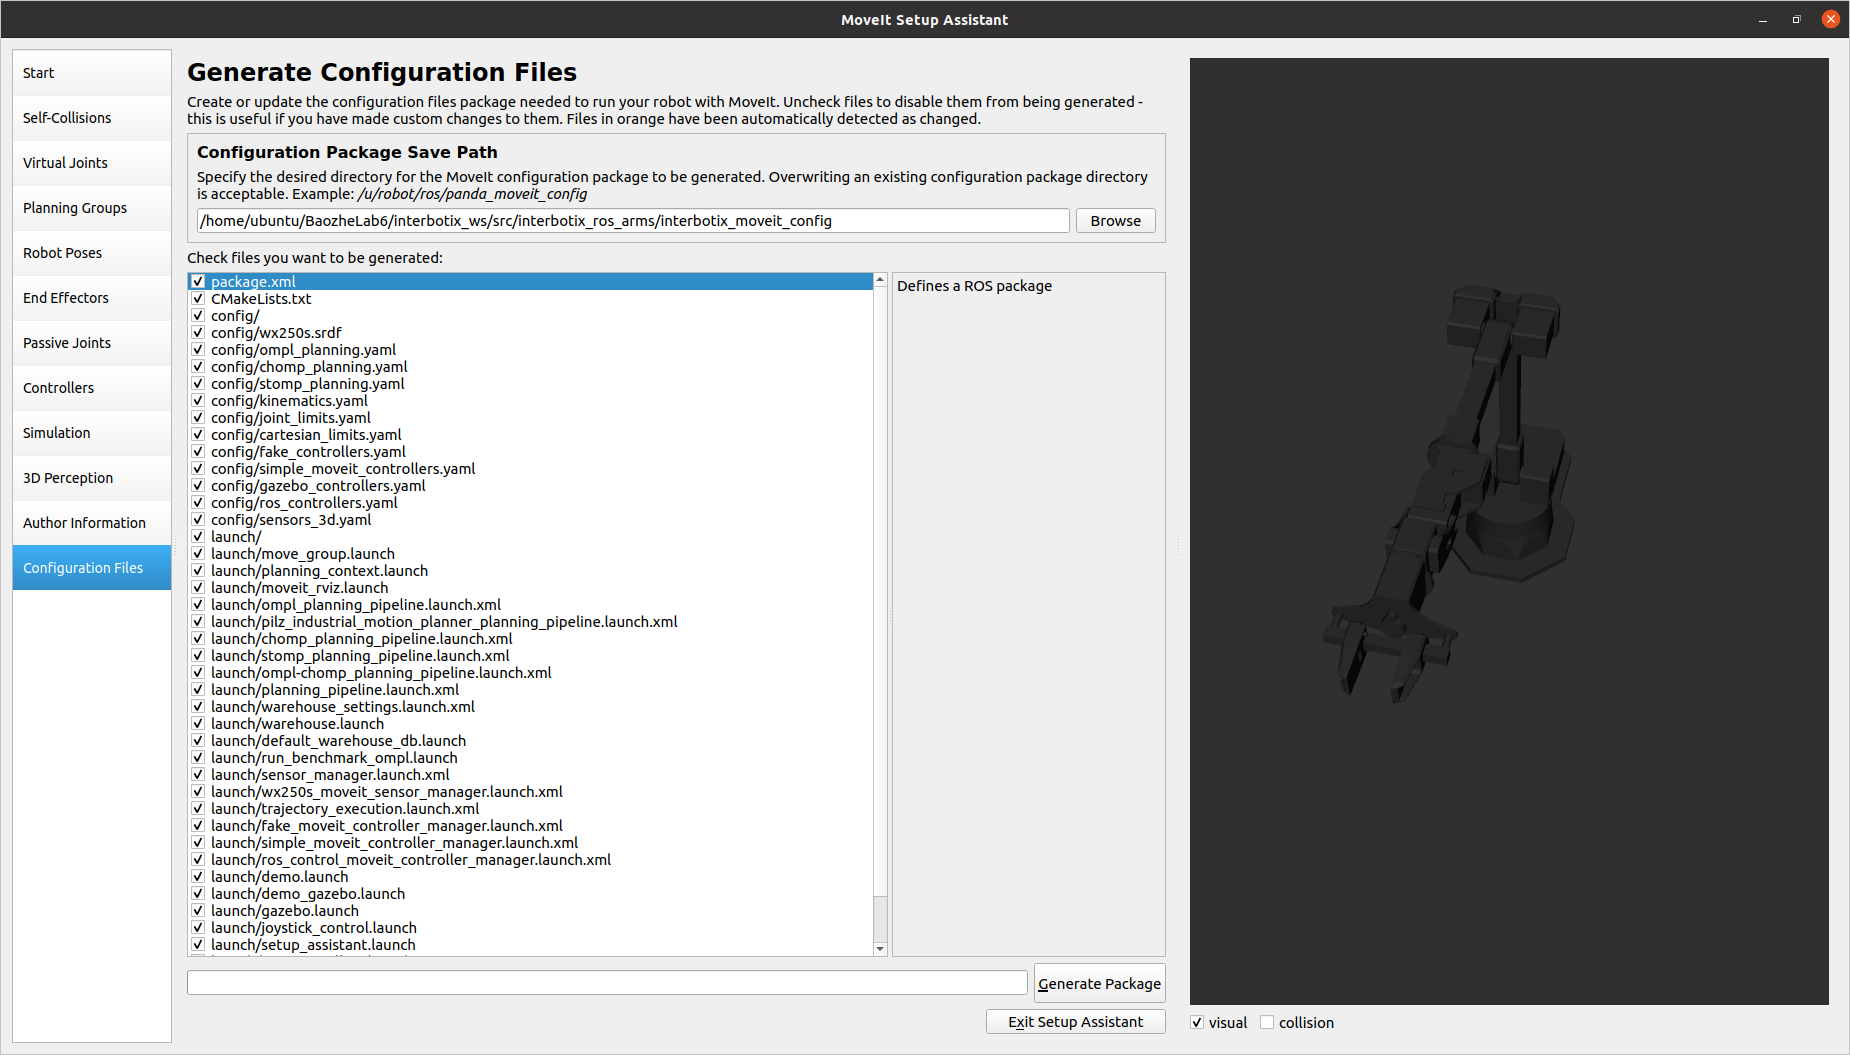 MoveIt Setup Assistant
Start
Self-Collisions
Virtual Joints
Planning Groups
Robot Poses
End Effectors
Passive Joints
Controllers
Simulation
3D Perception
Author Information
Configuration Files
Generate Configuration Files
Create or update the configuration files package needed to run your robot with MoveIt. Uncheck files to disable them from being generated -
this is useful if you have made custom changes to them. Files in orange have been automatically detected as changed.
Configuration Package Save Path
Specify the desired directory for the MoveIt configuration package to be generated. Overwriting an existing configuration package directory
is acceptable. Example: /u/robot/ros/panda_moveit_config
/home/ubuntu/BaozheLab6/interbotix_ws/src/interbotix_ros_arms/interbotix_moveit_config
Browse
Check files you want to be generated:
package.xml
CMakeLists.txt
config/
config/wx250s.srdf
config/ompl_planning.yaml
config/chomp_planning.yaml
config/stomp_planning.yaml
config/kinematics.yaml
config/joint_limits.yaml
config/cartesian_limits.yaml
config/fake_controllers.yaml
config/simple_moveit_controllers.yaml
config/gazebo_controllers.yaml
config/ros_controllers.yaml
config/sensors_3d.yaml
launch/
launch/move_group.launch
launch/planning_context.launch
launch/moveit_rviz.launch
launch/ompl_planning_pipeline.launch.xml
launch/pilz_industrial_motion_planner_planning_pipeline.launch.xml
launch/chomp_planning_pipeline.launch.xml
launch/stomp_planning_pipeline.launch.xml
launch/ompl-chomp_planning_pipeline.launch.xml
launch/planning_pipeline.launch.xml
launch/warehouse_settings.launch.xml
launch/warehouse.launch
launch/default_warehouse_db.launch
launch/run_benchmark_ompl.launch
launch/sensor_manager.launch.xml
launch/wx250s_moveit_sensor_manager.launch.xml
launch/trajectory_execution.launch.xml
launch/fake_moveit_controller_manager.launch.xml
launch/simple_moveit_controller_manager.launch.xml
launch/ros_control_moveit_controller_manager.launch.xml
launch/demo.launch
launch/demo_gazebo.launch
launch/gazebo.launch
launch/joystick_control.launch
launch/setup_assistant.launch
Defines a ROS package
Generate Package
Exit Setup Assistant
visual
collision